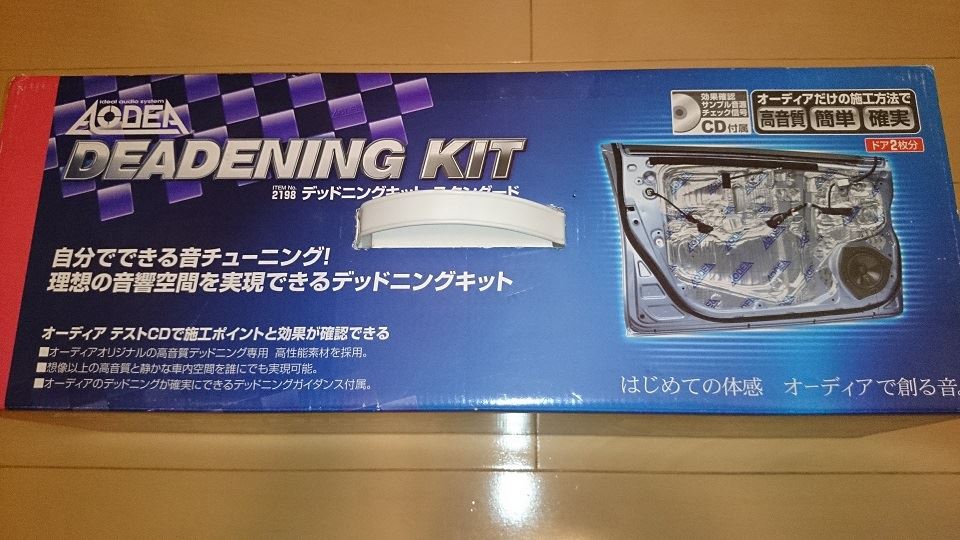 ideal audio system
AODEA
DEADENING KIT
ITEM No. 2198 デッドニングキット スタンダード
自分でできる音チューニング!
理想の音響空間を実現できるデッドニングキット
オーディア テストCDで施工ポイントと効果が確認できる
■オーディアオリジナルの高音質デッドニング専用 高性能素材を採用。
■想像以上の高音質と静かな車内空間を誰にでも実現可能。
■オーディアのデッドニングが確実にできるデッドニングガイダンス付属。
効果確認
サンプル音源
チェック信号
CD付属
オーディアだけの施工方法で
高音質 簡単 確実
ドア2枚分
はじめての体感 オーディアで創る音。